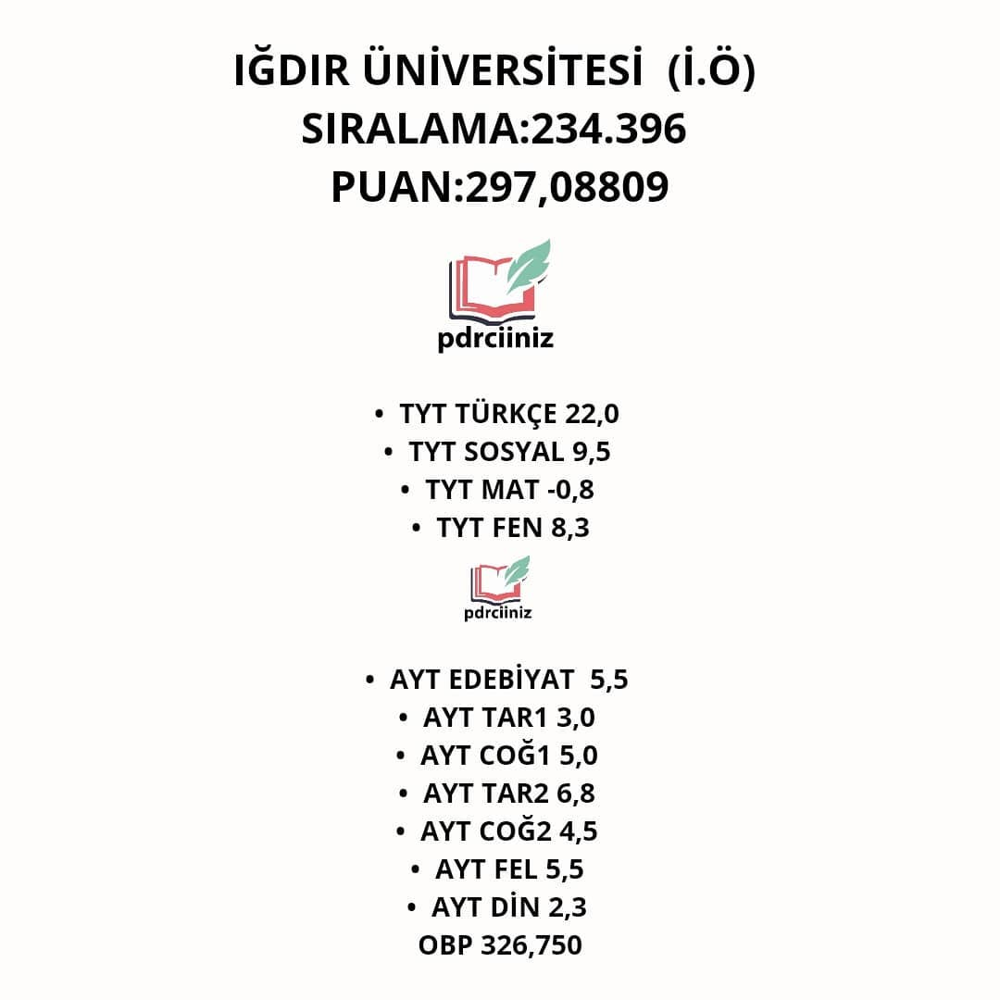 IĞDIR ÜNİVERSİTESİ (İ.Ö)
SIRALAMA:234.396
PUAN:297,08809
pdrciiniz
• TYT TÜRKÇE 22,0
• TYT SOSYAL 9,5
• TYT MAT -0,8
• TYT FEN 8,3
pdrciiniz
• AYT EDEBİYAT 5,5
• AYT TAR1 3,0
• AYT COĞ1 5,0
• AYT TAR2 6,8
• AYT COĞ2 4,5
• AYT FEL 5,5
• AYT DİN 2,3
OBP 326,750